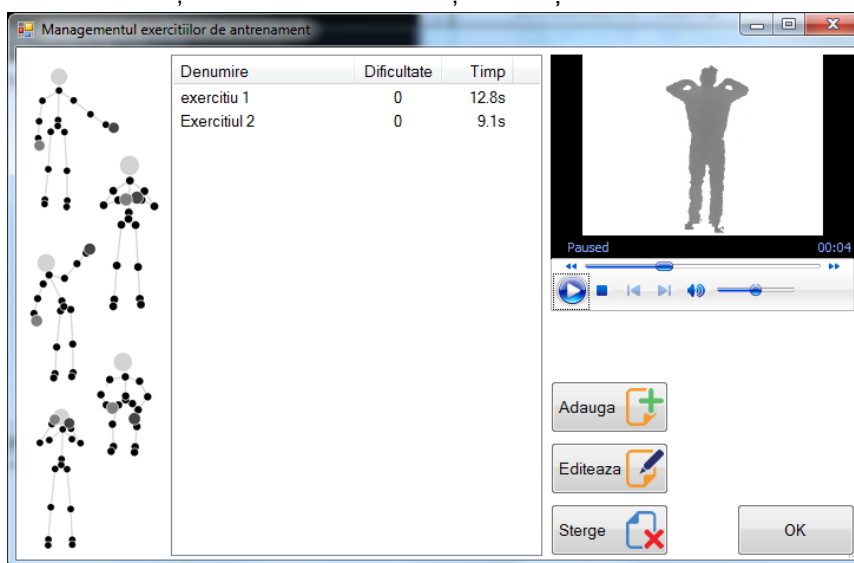 Managementul exercitiilor de antrenament
Denumire Dificultate Timp
exercitiu 1 0 12.8s
Exercitiul 2 0 9.1s
Paused 00:04
Adauga
Editeaza
Sterge
OK